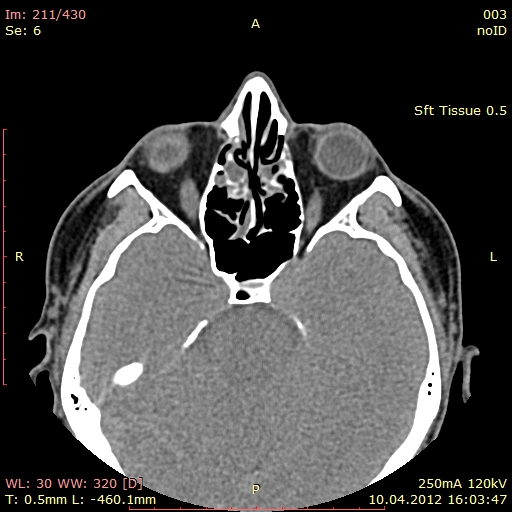 Im: 211/430
Se: 6
A
003
noID
Sft Tissue 0.5
R
L
WL: 30 WW: 320 [D]
T: 0.5mm L: -460.1mm
P
250mA 120kV
10.04.2012 16:03:47